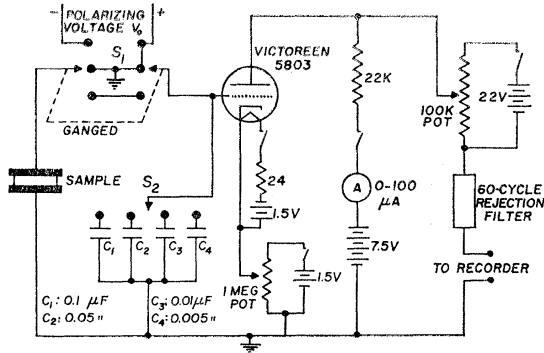 − POLARIZING +
VOLTAGE V₀
S₁
GANGED
VICTOREEN
5803
22K
100K
POT
22V
SAMPLE
S₂
24
1.5V
A
0-100
μA
60-CYCLE
REJECTION
FILTER
C₁ C₂ C₃ C₄
7.5V
1 MEG
POT
1.5V
TO RECORDER
C₁: 0.1 μF C₃: 0.01μF
C₂: 0.05 " C₄: 0.005 "